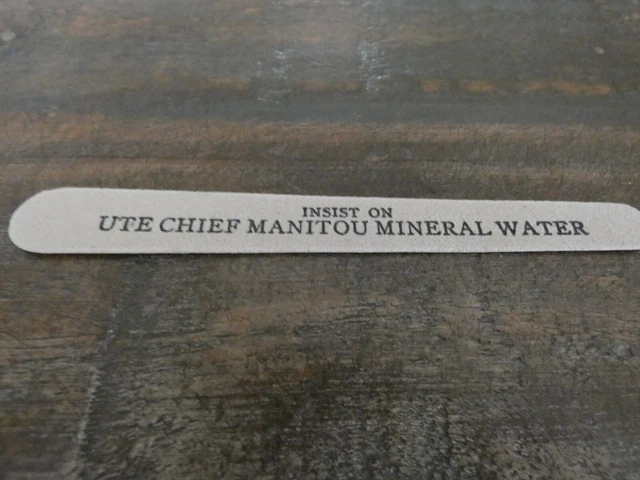 INSIST ON
UTE CHIEF MANITOU MINERAL WATER